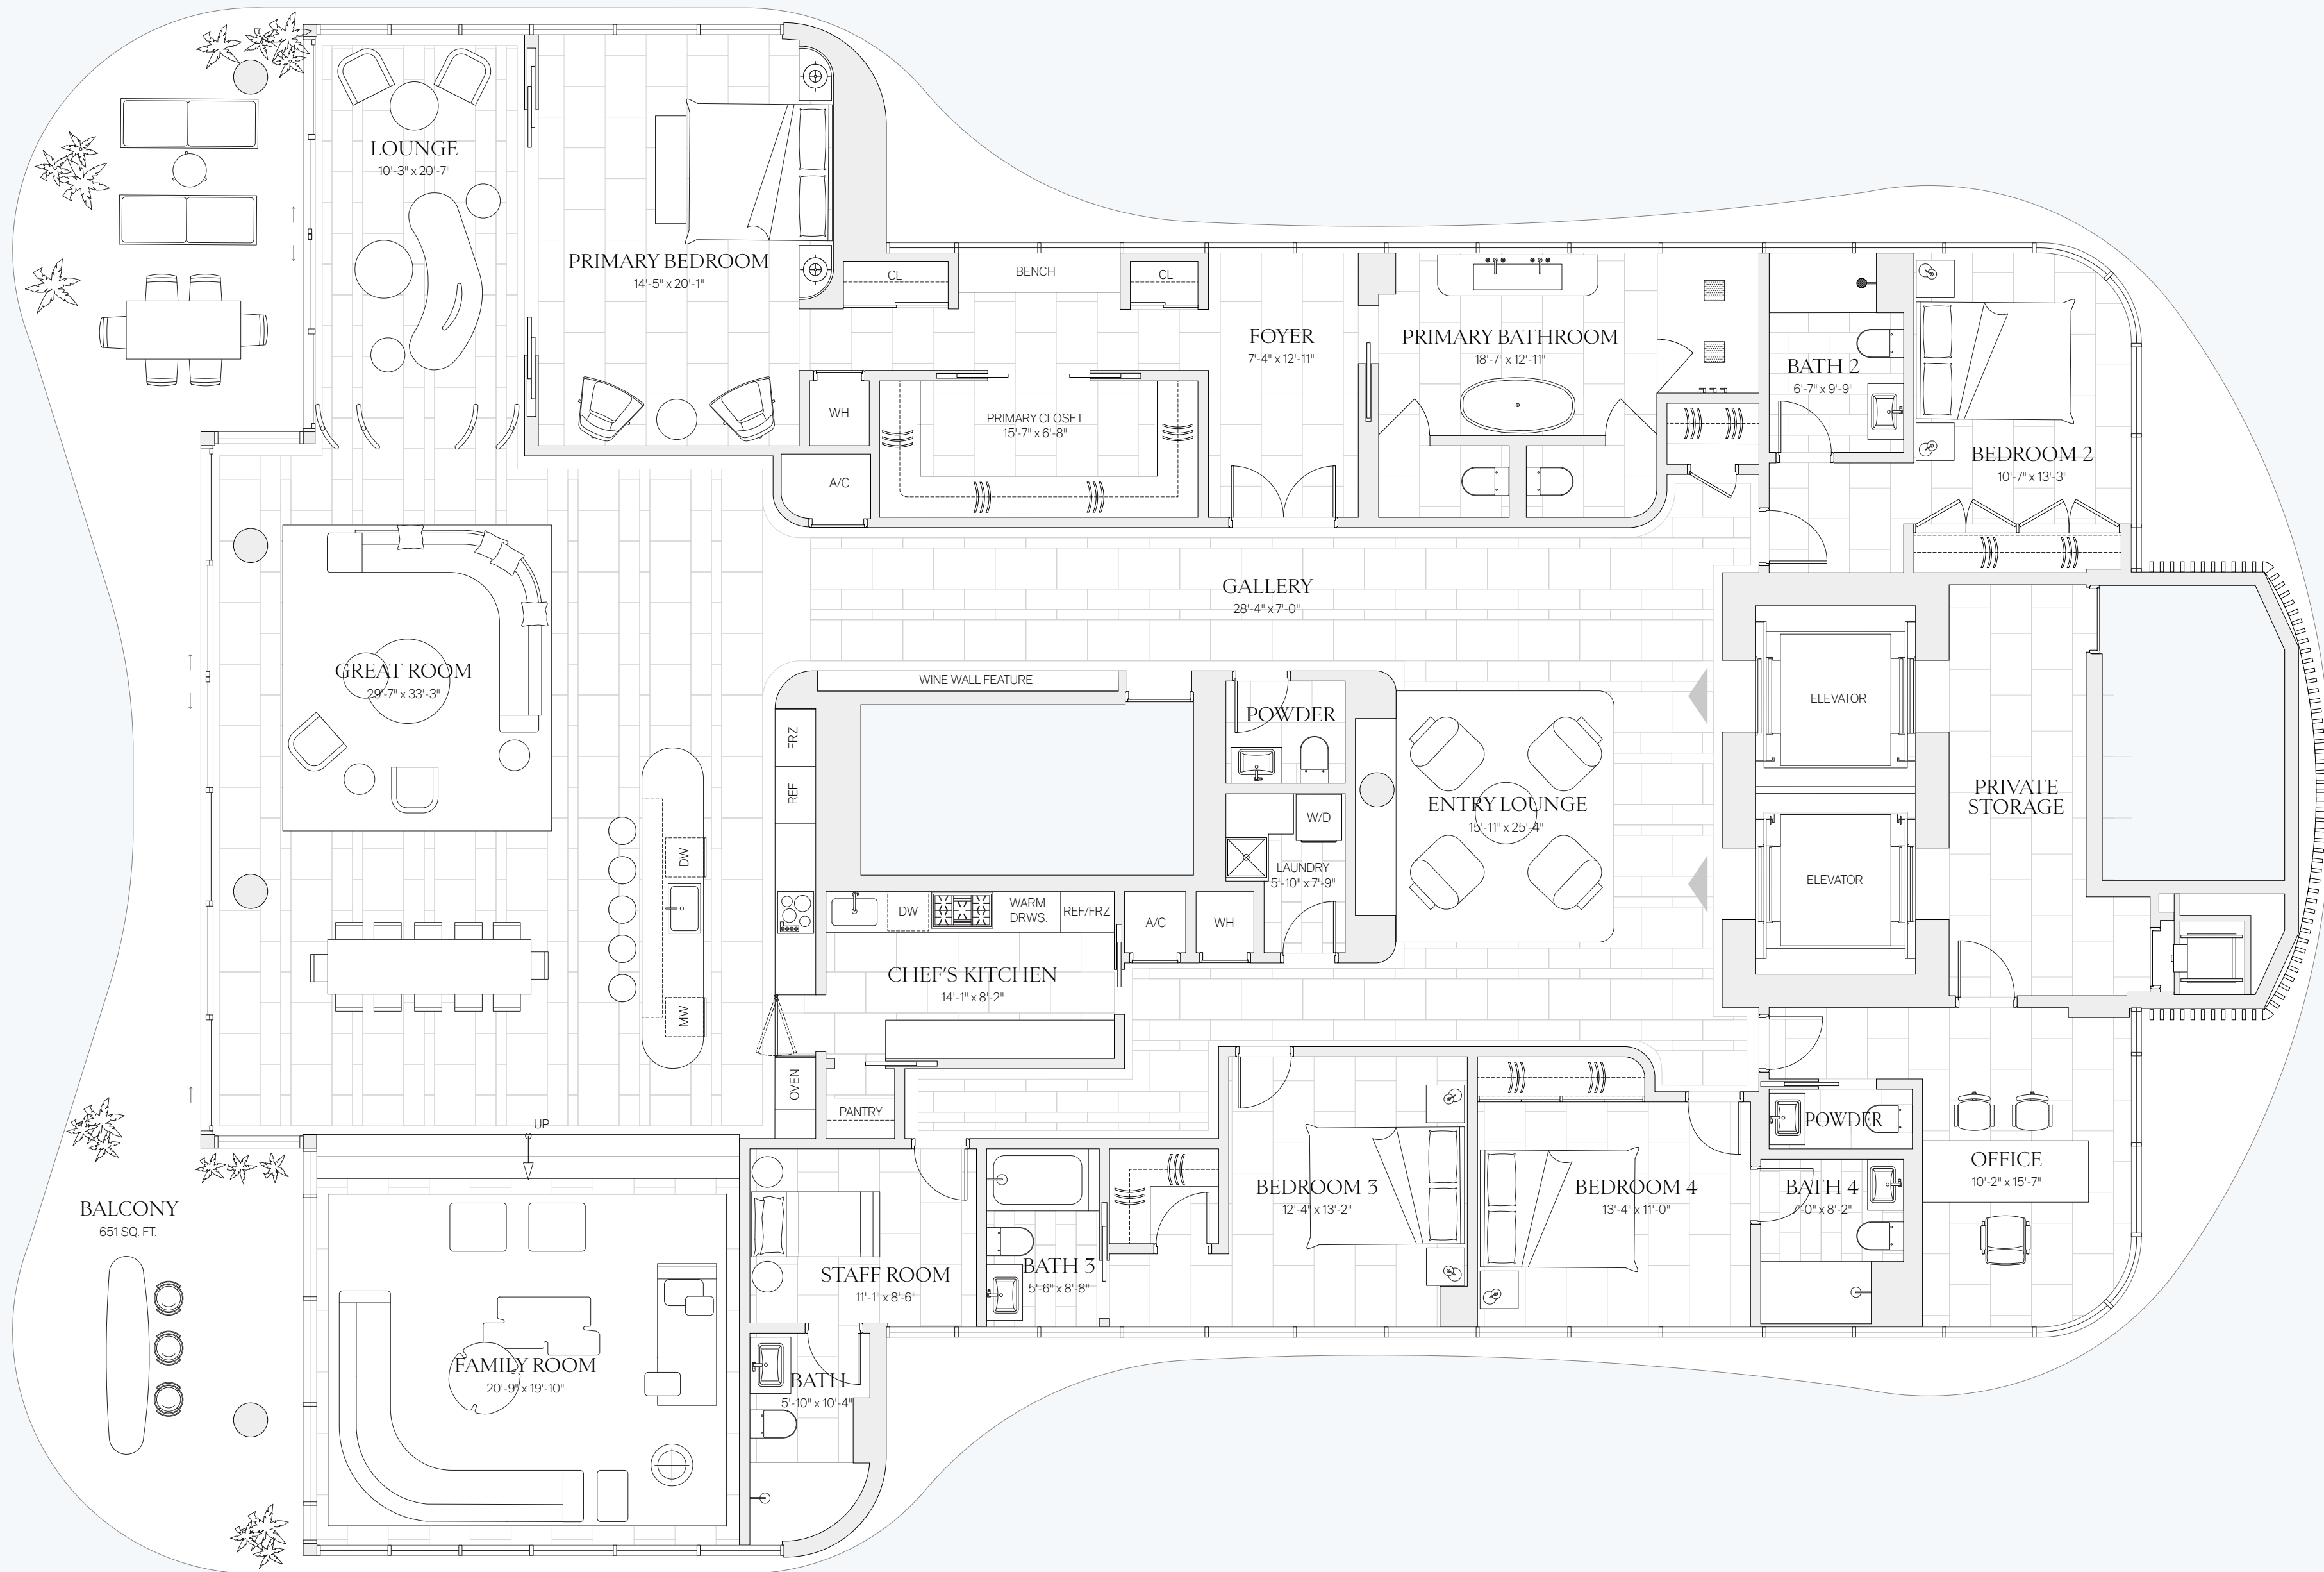 LOUNGE
10'-3" x 20'-7"
PRIMARY BEDROOM
14'-5" x 20'-1"
CL
BENCH
CL
FOYER
7'-4" x 12'-11"
PRIMARY BATHROOM
18'-7" x 12'-11"
BATH 2
6'-7" x 9'-9"
BEDROOM 2
10'-7" x 13'-3"
WH
PRIMARY CLOSET
15'-7" x 6'-8"
A/C
GALLERY
28'-4" x 7'-0"
GREAT ROOM
29'-7" x 33'-3"
WINE WALL FEATURE
FRZ
REF
POWDER
ELEVATOR
ENTRY LOUNGE
15'-11" x 25'-4"
PRIVATE
STORAGE
W/D
LAUNDRY
5'-10" x 7'-9"
ELEVATOR
DW
DW
WARM.
DRWS.
REF/FRZ
A/C
WH
CHEF'S KITCHEN
14'-1" x 8'-2"
MW
OVEN
PANTRY
UP
POWDER
OFFICE
10'-2" x 15'-7"
BALCONY
651 SQ. FT.
BEDROOM 3
12'-4" x 13'-2"
BEDROOM 4
13'-4" x 11'-0"
BATH 4
7'-0" x 8'-2"
STAFF ROOM
11'-1" x 8'-6"
BATH 3
5'-6" x 8'-8"
FAMILY ROOM
20'-9" x 19'-10"
BATH
5'-10" x 10'-4"